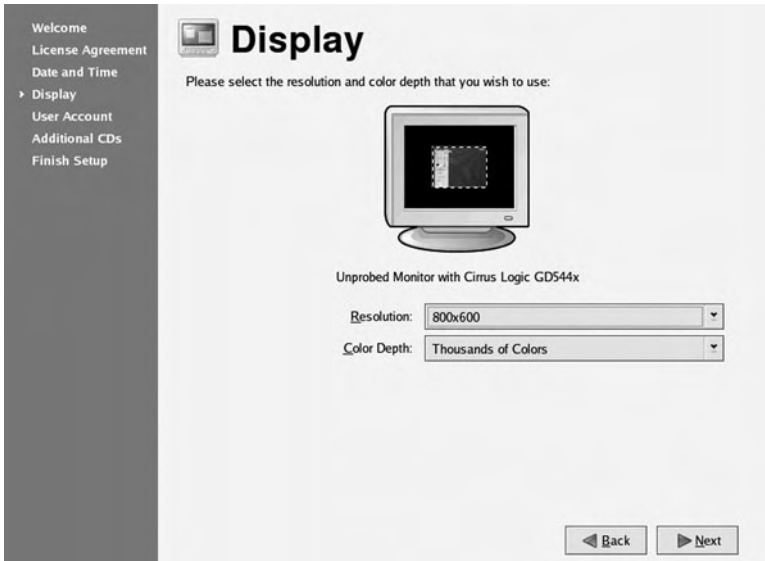 Welcome
License Agreement
Date and Time
Display
User Account
Additional CDs
Finish Setup
Display
Please select the resolution and color depth that you wish to use:
Unprobed Monitor with Cirrus Logic GD544x
Resolution: 800x600
Color Depth: Thousands of Colors
Back Next